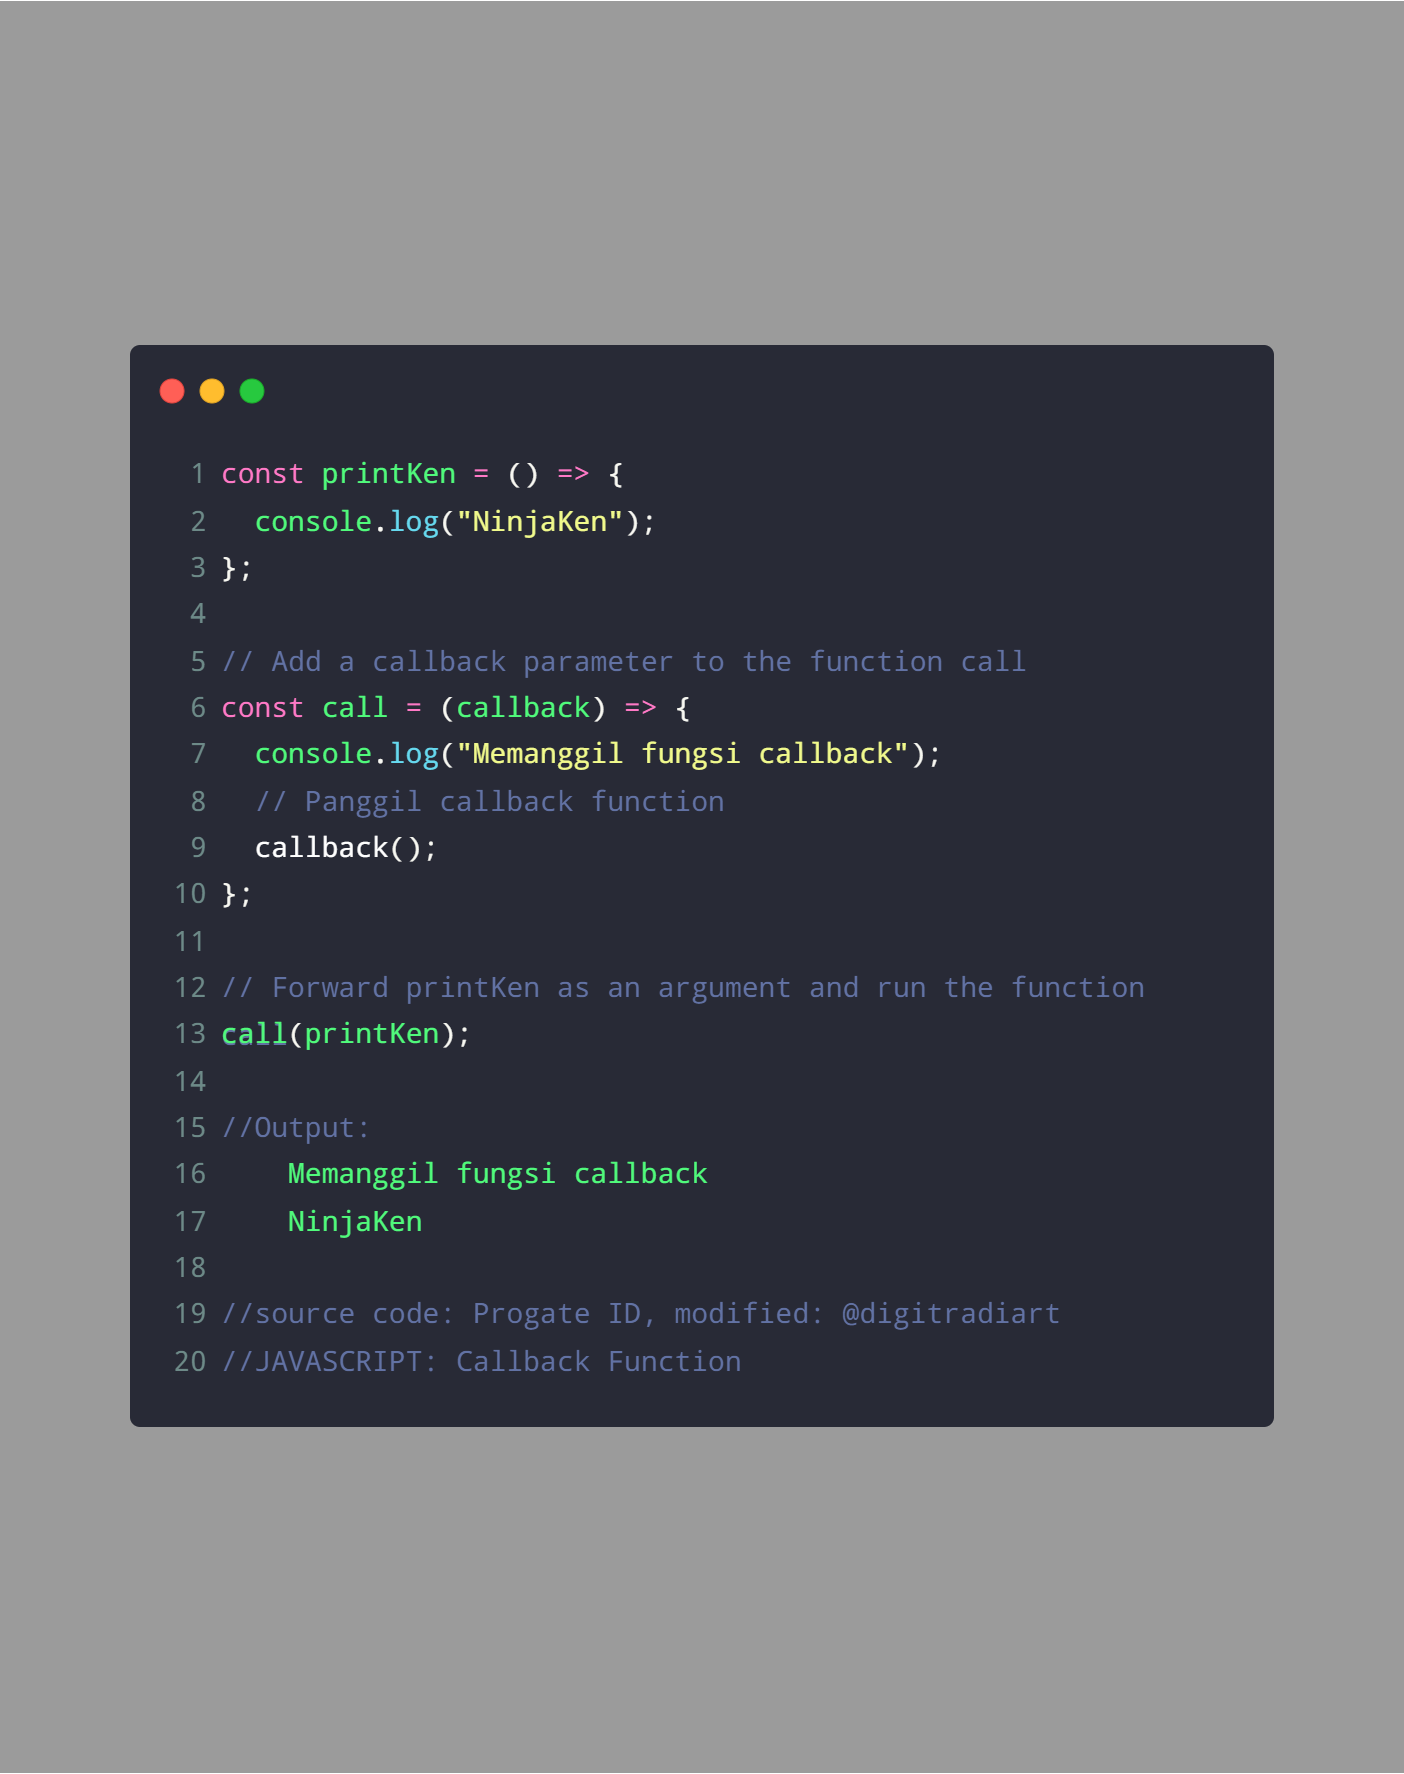 1 const printKen = () => {
2   console.log("NinjaKen");
3 };
4
5 // Add a callback parameter to the function call
6 const call = (callback) => {
7   console.log("Memanggil fungsi callback");
8   // Panggil callback function
9   callback();
10 };
11
12 // Forward printKen as an argument and run the function
13 call(printKen);
14
15 //Output:
16     Memanggil fungsi callback
17     NinjaKen
18
19 //source code: Progate ID, modified: @digitradiart
20 //JAVASCRIPT: Callback Function